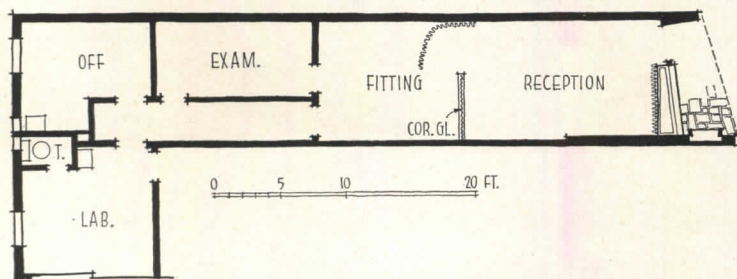 OFF
EXAM.
FITTING
RECEPTION
COR. GL.
T.
LAB.
0 5 10 20 FT.